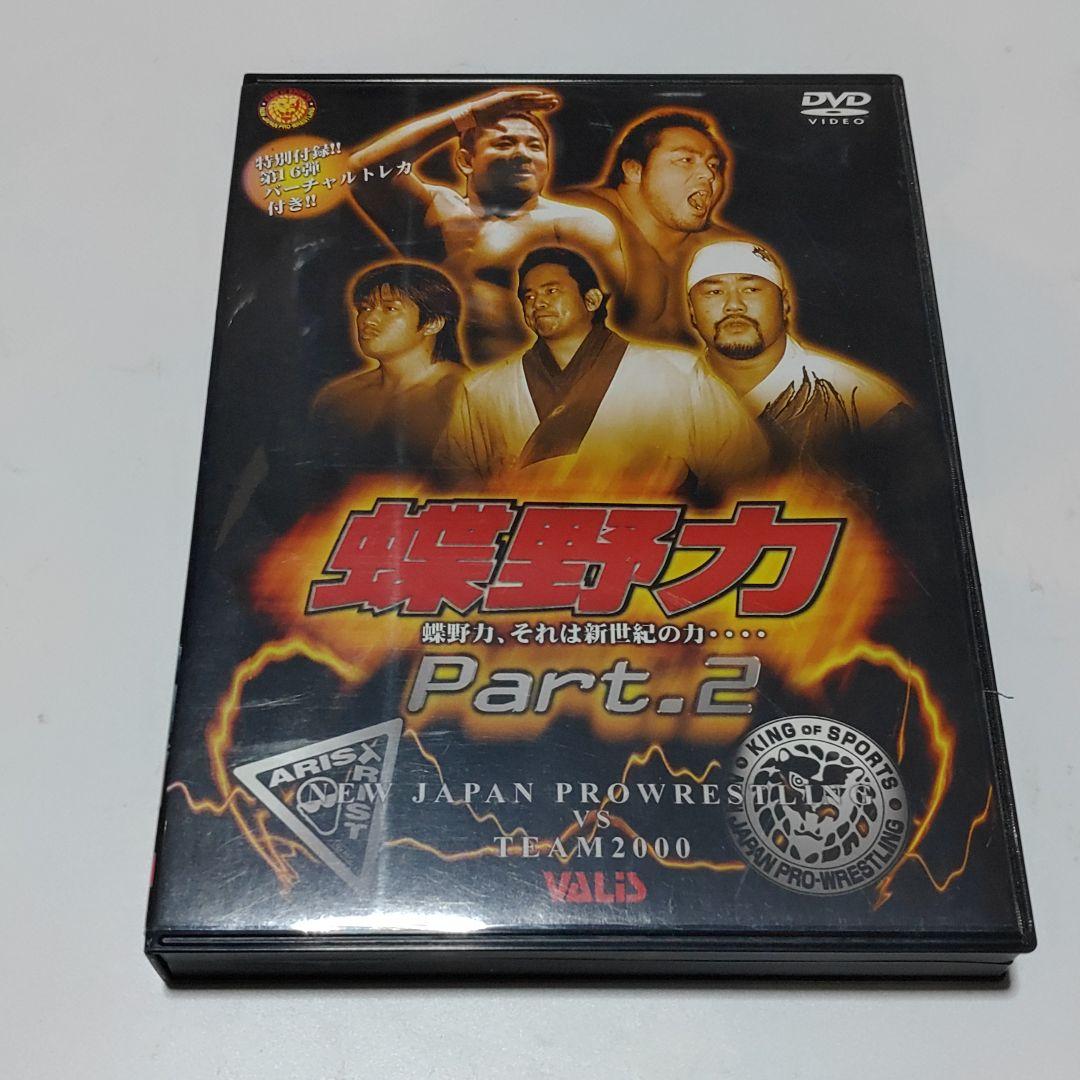 DVD
VIDEO
特別付録!!
第16弾
バーチャルトレカ
付き!!
蝶野力
蝶野力、それは新世紀の力・・・・
Part.2
ARIS
XRIST
KING OF SPORTS
NEW JAPAN PROWRESTLING
VS
TEAM2000
JAPAN PRO-WRESTLING
VALIS